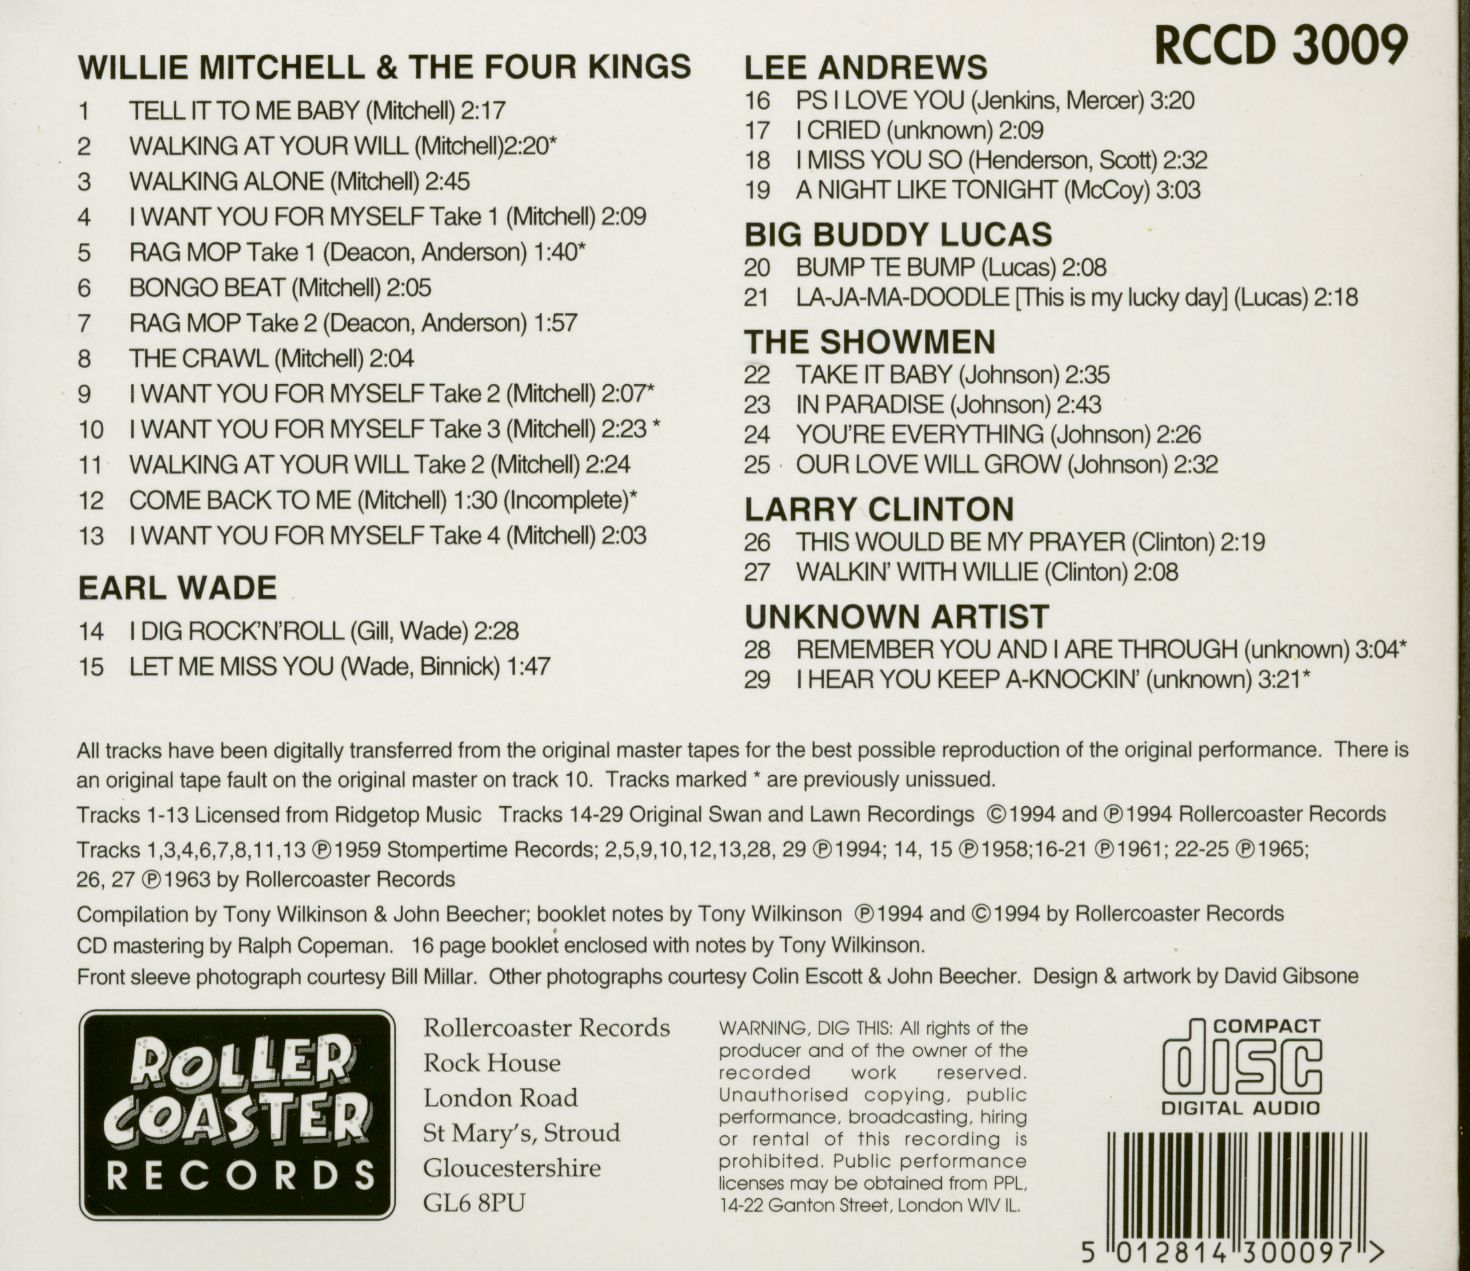 RCCD 3009
WILLIE MITCHELL & THE FOUR KINGS
1 TELL IT TO ME BABY (Mitchell) 2:17
2 WALKING AT YOUR WILL (Mitchell)2:20*
3 WALKING ALONE (Mitchell) 2:45
4 I WANT YOU FOR MYSELF Take 1 (Mitchell) 2:09
5 RAG MOP Take 1 (Deacon, Anderson) 1:40*
6 BONGO BEAT (Mitchell) 2:05
7 RAG MOP Take 2 (Deacon, Anderson) 1:57
8 THE CRAWL (Mitchell) 2:04
9 I WANT YOU FOR MYSELF Take 2 (Mitchell) 2:07*
10 I WANT YOU FOR MYSELF Take 3 (Mitchell) 2:23 *
11 WALKING AT YOUR WILL Take 2 (Mitchell) 2:24
12 COME BACK TO ME (Mitchell) 1:30 (Incomplete)*
13 I WANT YOU FOR MYSELF Take 4 (Mitchell) 2:03
EARL WADE
14 I DIG ROCK'N'ROLL (Gill, Wade) 2:28
15 LET ME MISS YOU (Wade, Binnick) 1:47
LEE ANDREWS
16 PS I LOVE YOU (Jenkins, Mercer) 3:20
17 I CRIED (unknown) 2:09
18 I MISS YOU SO (Henderson, Scott) 2:32
19 A NIGHT LIKE TONIGHT (McCoy) 3:03
BIG BUDDY LUCAS
20 BUMP TE BUMP (Lucas) 2:08
21 LA-JA-MA-DOODLE [This is my lucky day] (Lucas) 2:18
THE SHOWMEN
22 TAKE IT BABY (Johnson) 2:35
23 IN PARADISE (Johnson) 2:43
24 YOU'RE EVERYTHING (Johnson) 2:26
25 OUR LOVE WILL GROW (Johnson) 2:32
LARRY CLINTON
26 THIS WOULD BE MY PRAYER (Clinton) 2:19
27 WALKIN' WITH WILLIE (Clinton) 2:08
UNKNOWN ARTIST
28 REMEMBER YOU AND I ARE THROUGH (unknown) 3:04*
29 I HEAR YOU KEEP A-KNOCKIN' (unknown) 3:21*
All tracks have been digitally transferred from the original master tapes for the best possible reproduction of the original performance. There is
an original tape fault on the original master on track 10. Tracks marked * are previously unissued.
Tracks 1-13 Licensed from Ridgetop Music Tracks 14-29 Original Swan and Lawn Recordings ©1994 and ℗1994 Rollercoaster Records
Tracks 1,3,4,6,7,8,11,13 ℗1959 Stompertime Records; 2,5,9,10,12,13,28, 29 ℗1994; 14, 15 ℗1958;16-21 ℗1961; 22-25 ℗1965;
26, 27 ℗1963 by Rollercoaster Records
Compilation by Tony Wilkinson & John Beecher; booklet notes by Tony Wilkinson ℗1994 and ©1994 by Rollercoaster Records
CD mastering by Ralph Copeman. 16 page booklet enclosed with notes by Tony Wilkinson.
Front sleeve photograph courtesy Bill Millar. Other photographs courtesy Colin Escott & John Beecher. Design & artwork by David Gibsone
ROLLER
COASTER
RECORDS
Rollercoaster Records
Rock House
London Road
St Mary's, Stroud
Gloucestershire
GL6 8PU
WARNING, DIG THIS: All rights of the
producer and of the owner of the
recorded work reserved.
Unauthorised copying, public
performance, broadcasting, hiring
or rental of this recording is
prohibited. Public performance
licenses may be obtained from PPL,
14-22 Ganton Street, London WIV IL.
COMPACT
disc
DIGITAL AUDIO
5 012814 300097 >